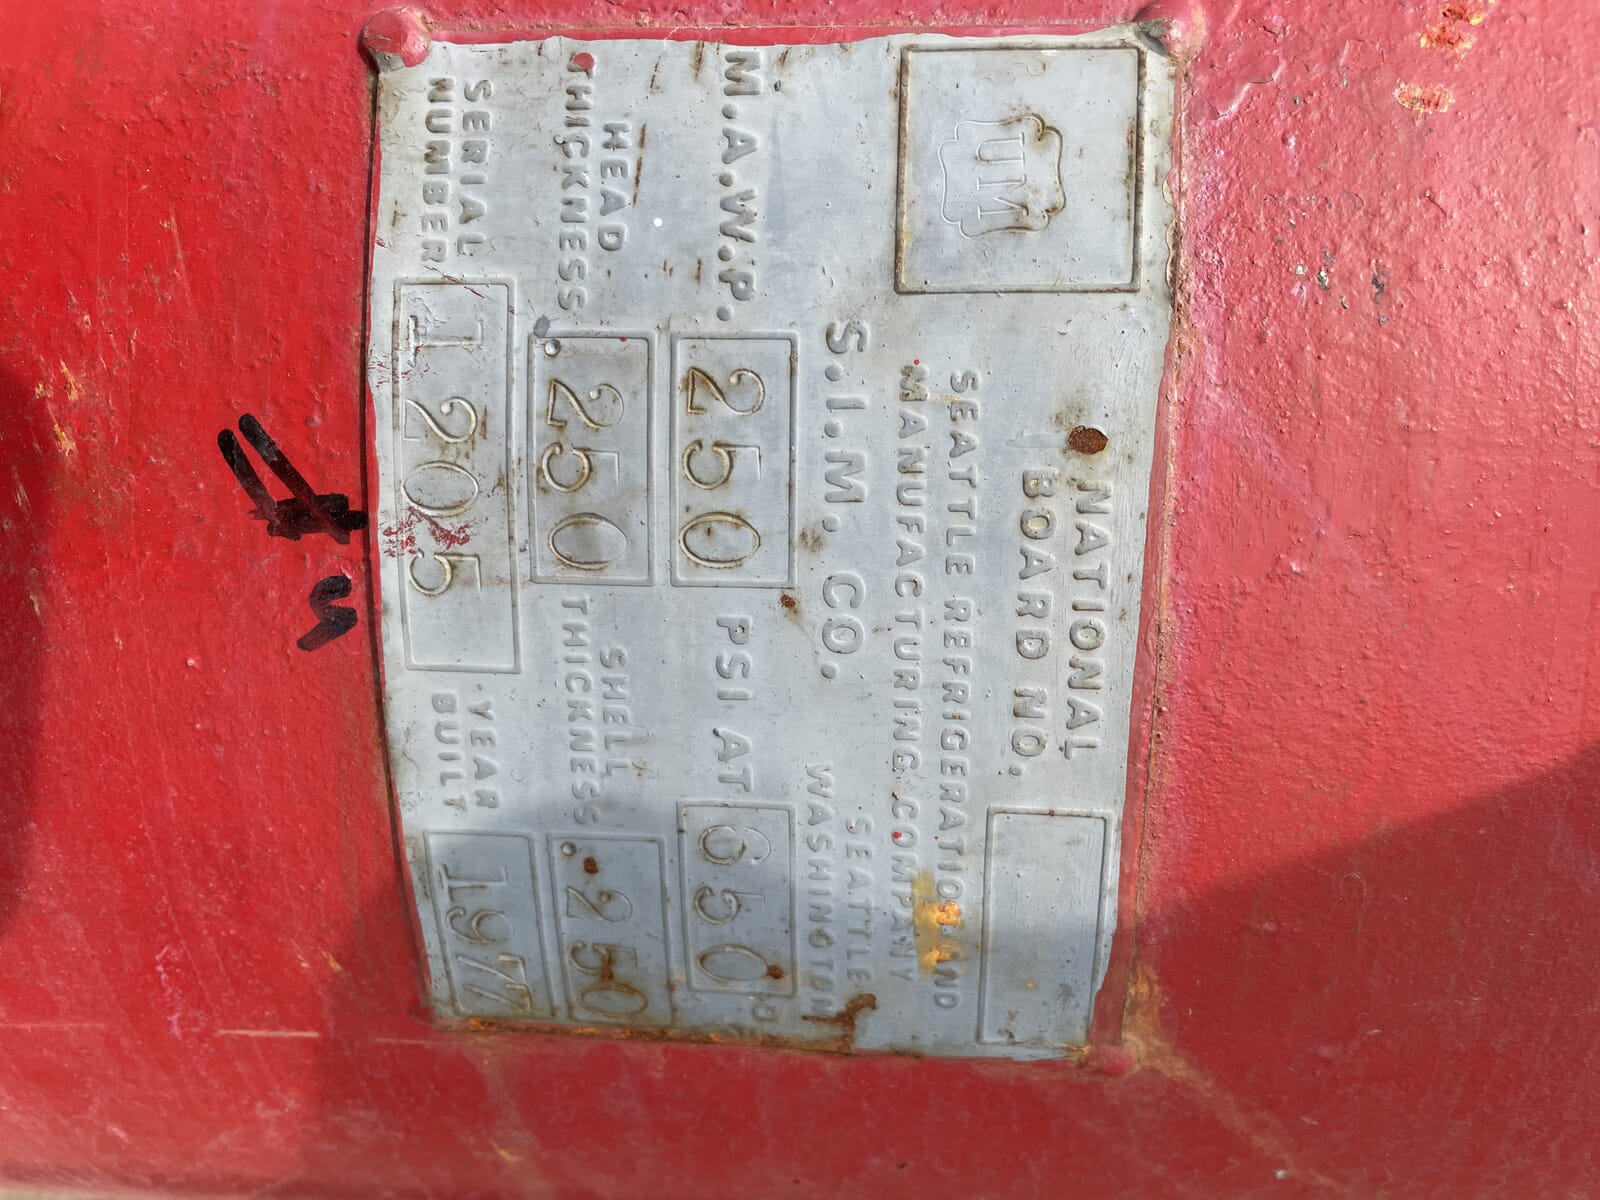 UM
NATIONAL
BOARD NO.
SEATTLE REFRIGERATION AND
MANUFACTURING COMPANY
S.I.M. CO.
SEATTLE
WASHINGTON
M.A.W.P. 250 PSI AT 650 °
HEAD THICKNESS .250 SHELL THICKNESS .250
SERIAL NUMBER 1205 YEAR BUILT 1977